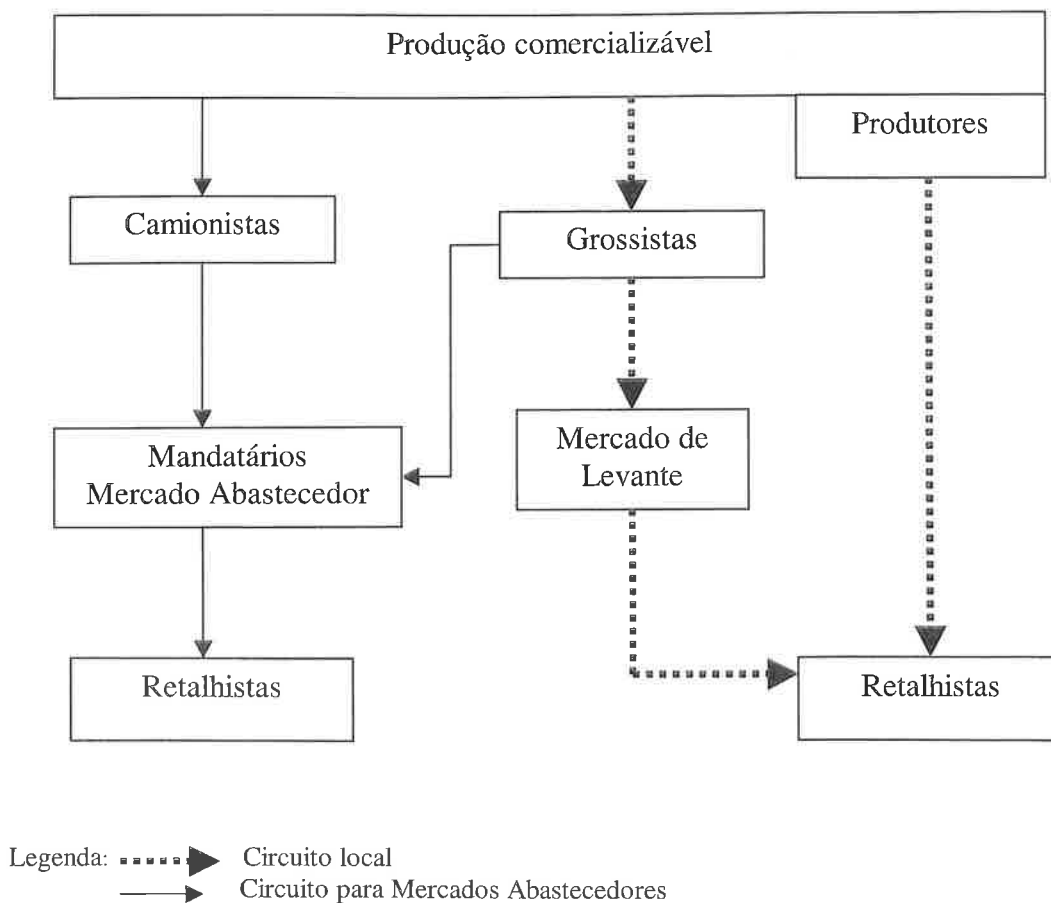 Produção comercializável
Produtores
Camionistas
Grossistas
Mandatários
Mercado Abastecedor
Mercado de
Levante
Retalhistas
Retalhistas
Legenda: Circuito local
Circuito para Mercados Abastecedores